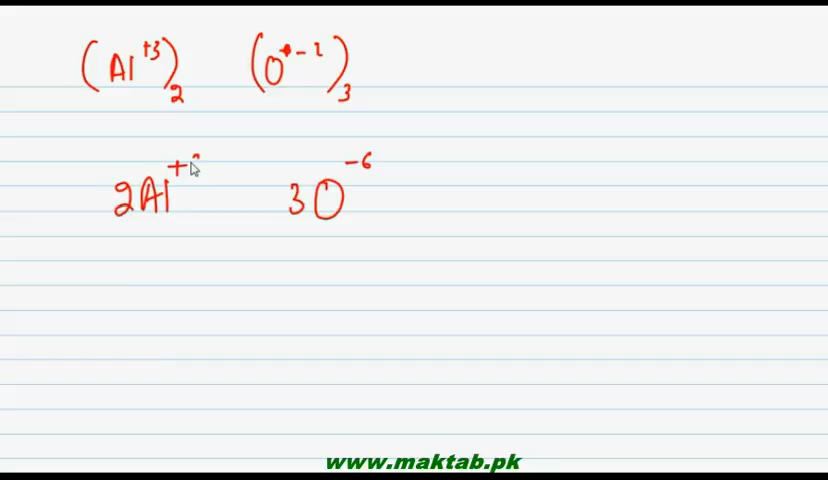 (Al⁺³)₂ (O⁻²)₃
2Al⁺ 3O⁻⁶
www.maktab.pk